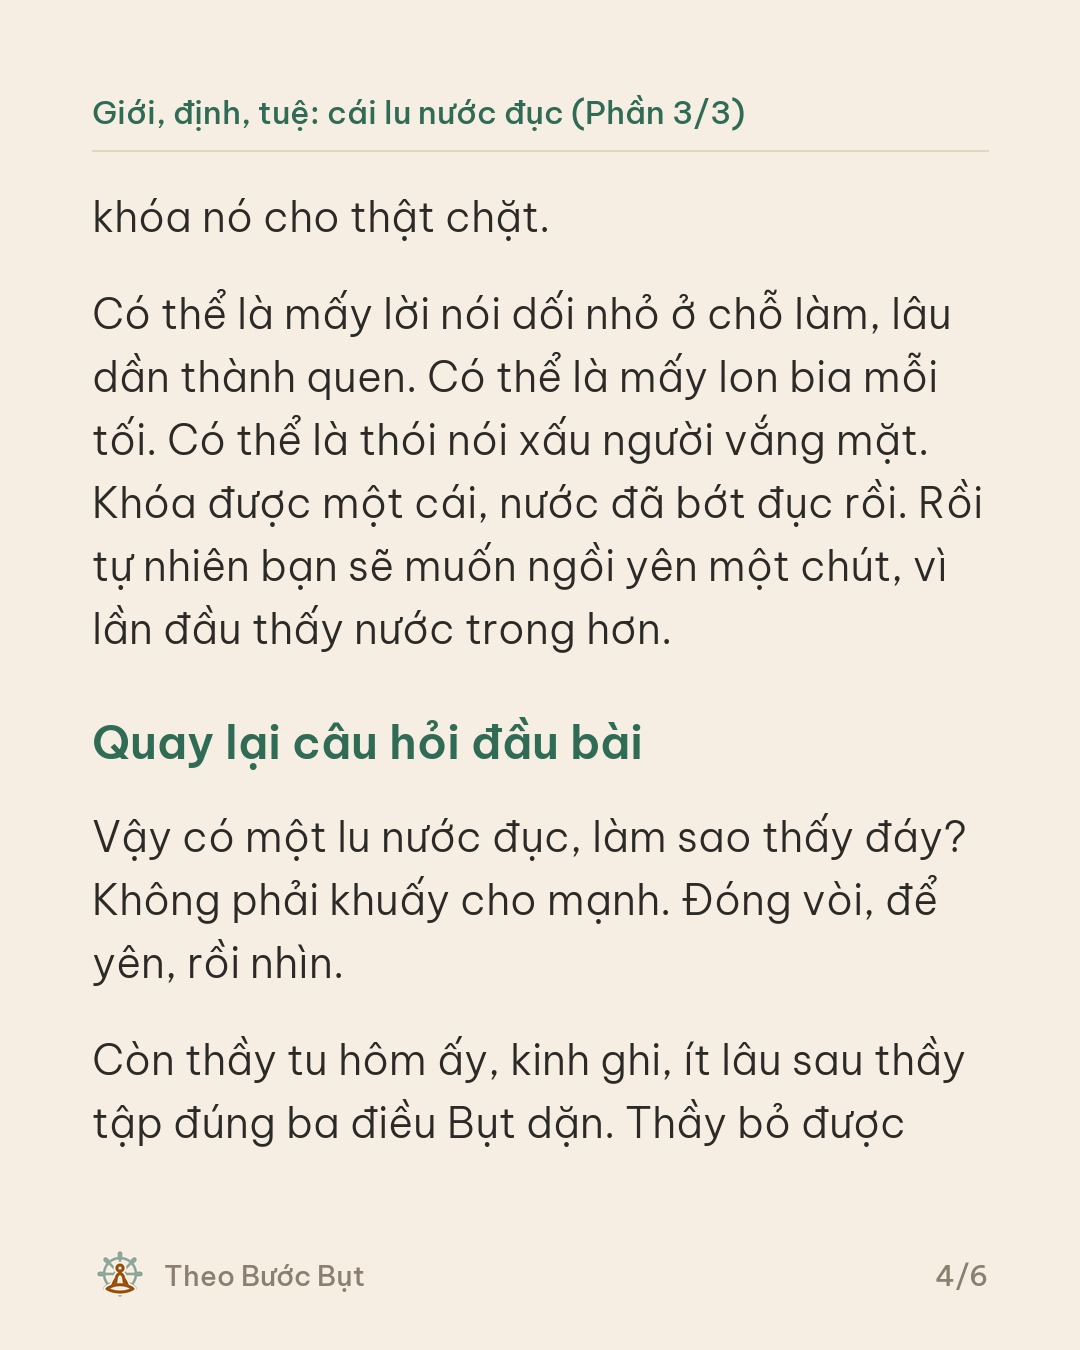 Giới, định, tuệ: cái lu nước đục (Phần 3/3)
khóa nó cho thật chặt.
Có thể là mấy lời nói dối nhỏ ở chỗ làm, lâu
dần thành quen. Có thể là mấy lon bia mỗi
tối. Có thể là thói nói xấu người vắng mặt.
Khóa được một cái, nước đã bớt đục rồi. Rồi
tự nhiên bạn sẽ muốn ngồi yên một chút, vì
lần đầu thấy nước trong hơn.
Quay lại câu hỏi đầu bài
Vậy có một lu nước đục, làm sao thấy đáy?
Không phải khuấy cho mạnh. Đóng vòi, để
yên, rồi nhìn.
Còn thầy tu hôm ấy, kinh ghi, ít lâu sau thầy
tập đúng ba điều Bụt dặn. Thầy bỏ được
Theo Bước Bụt
4/6